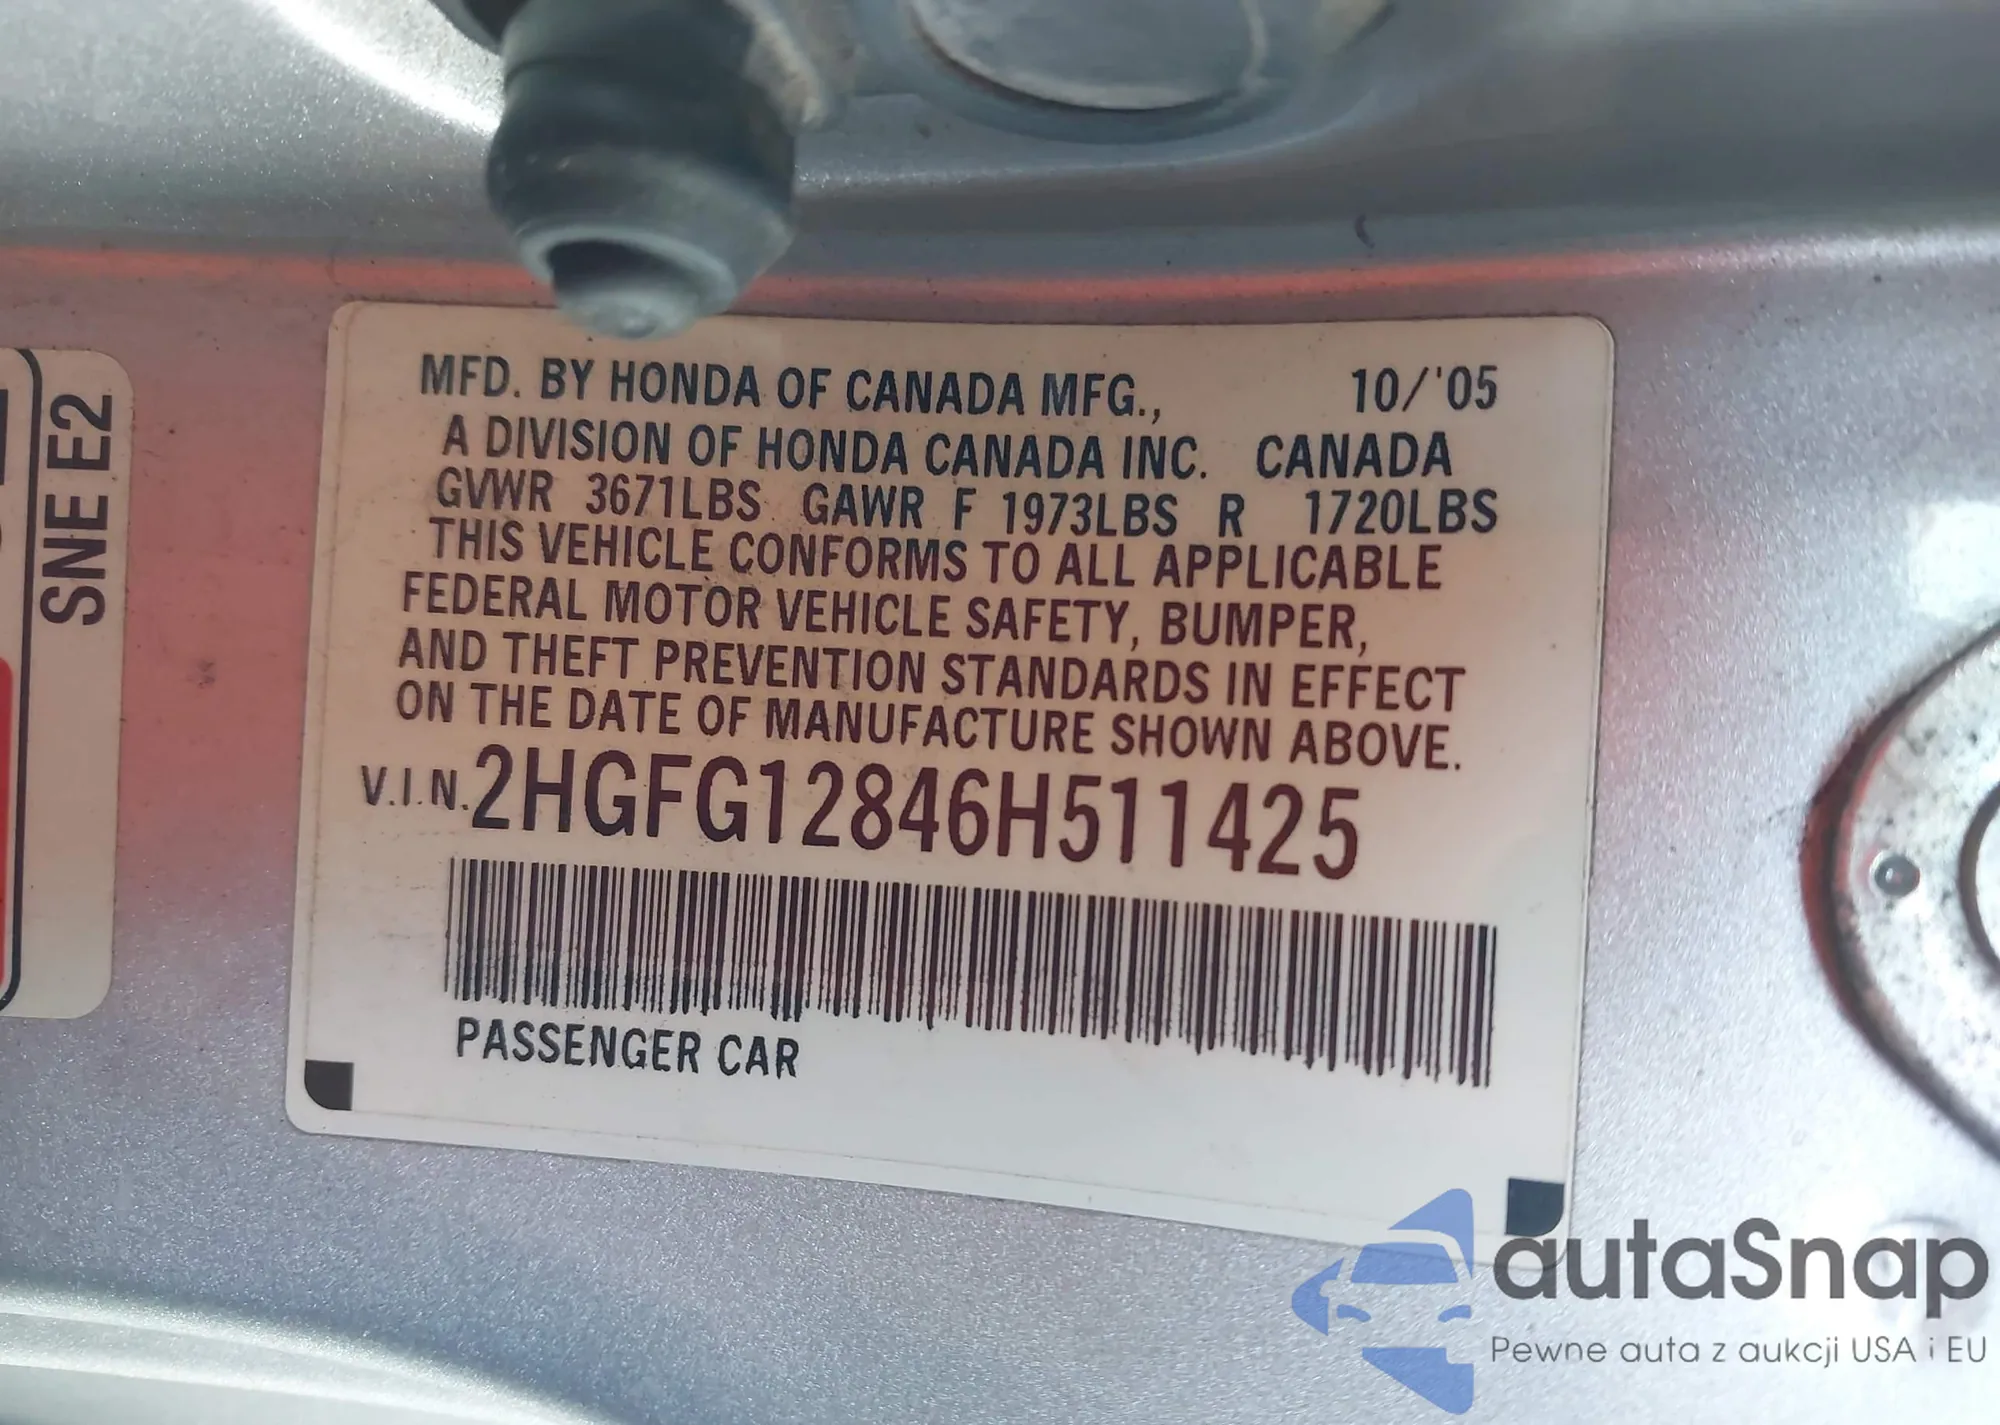 MFD. BY HONDA OF CANADA MFG., 10/'05
A DIVISION OF HONDA CANADA INC. CANADA
GVWR 3671LBS GAWR F 1973LBS R 1720LBS
THIS VEHICLE CONFORMS TO ALL APPLICABLE
FEDERAL MOTOR VEHICLE SAFETY, BUMPER,
AND THEFT PREVENTION STANDARDS IN EFFECT
ON THE DATE OF MANUFACTURE SHOWN ABOVE.
V.I.N. 2HGFG12846H511425
PASSENGER CAR
SNE E2
autaSnap
Pewne auta z aukcji USA i EU